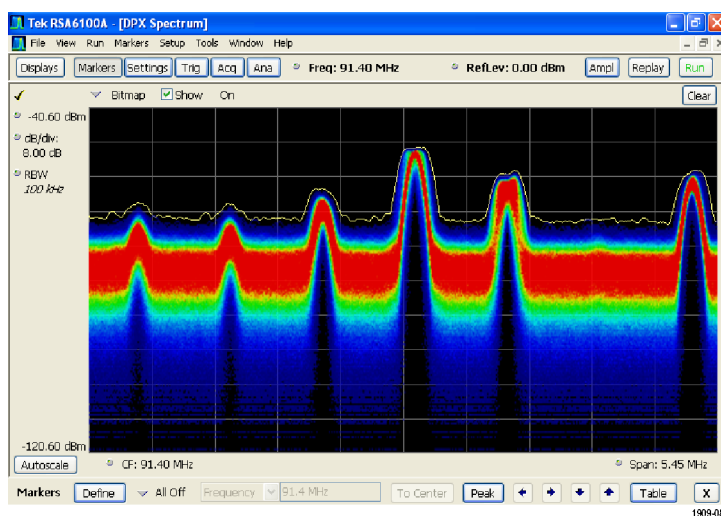 Tek RSA6100A - [DPX Spectrum]
File View Run Markers Setup Tools Window Help
Displays Markers Settings Trig Acq Ana Freq: 91.40 MHz RefLev: 0.00 dBm Ampl Replay Run
Bitmap Show On Clear
-40.60 dBm
dB/div:
8.00 dB
RBW
100 kHz
-120.60 dBm
Autoscale CF: 91.40 MHz Span: 5.45 MHz
Markers Define All Off Frequency 91.4 MHz To Center Peak Table X